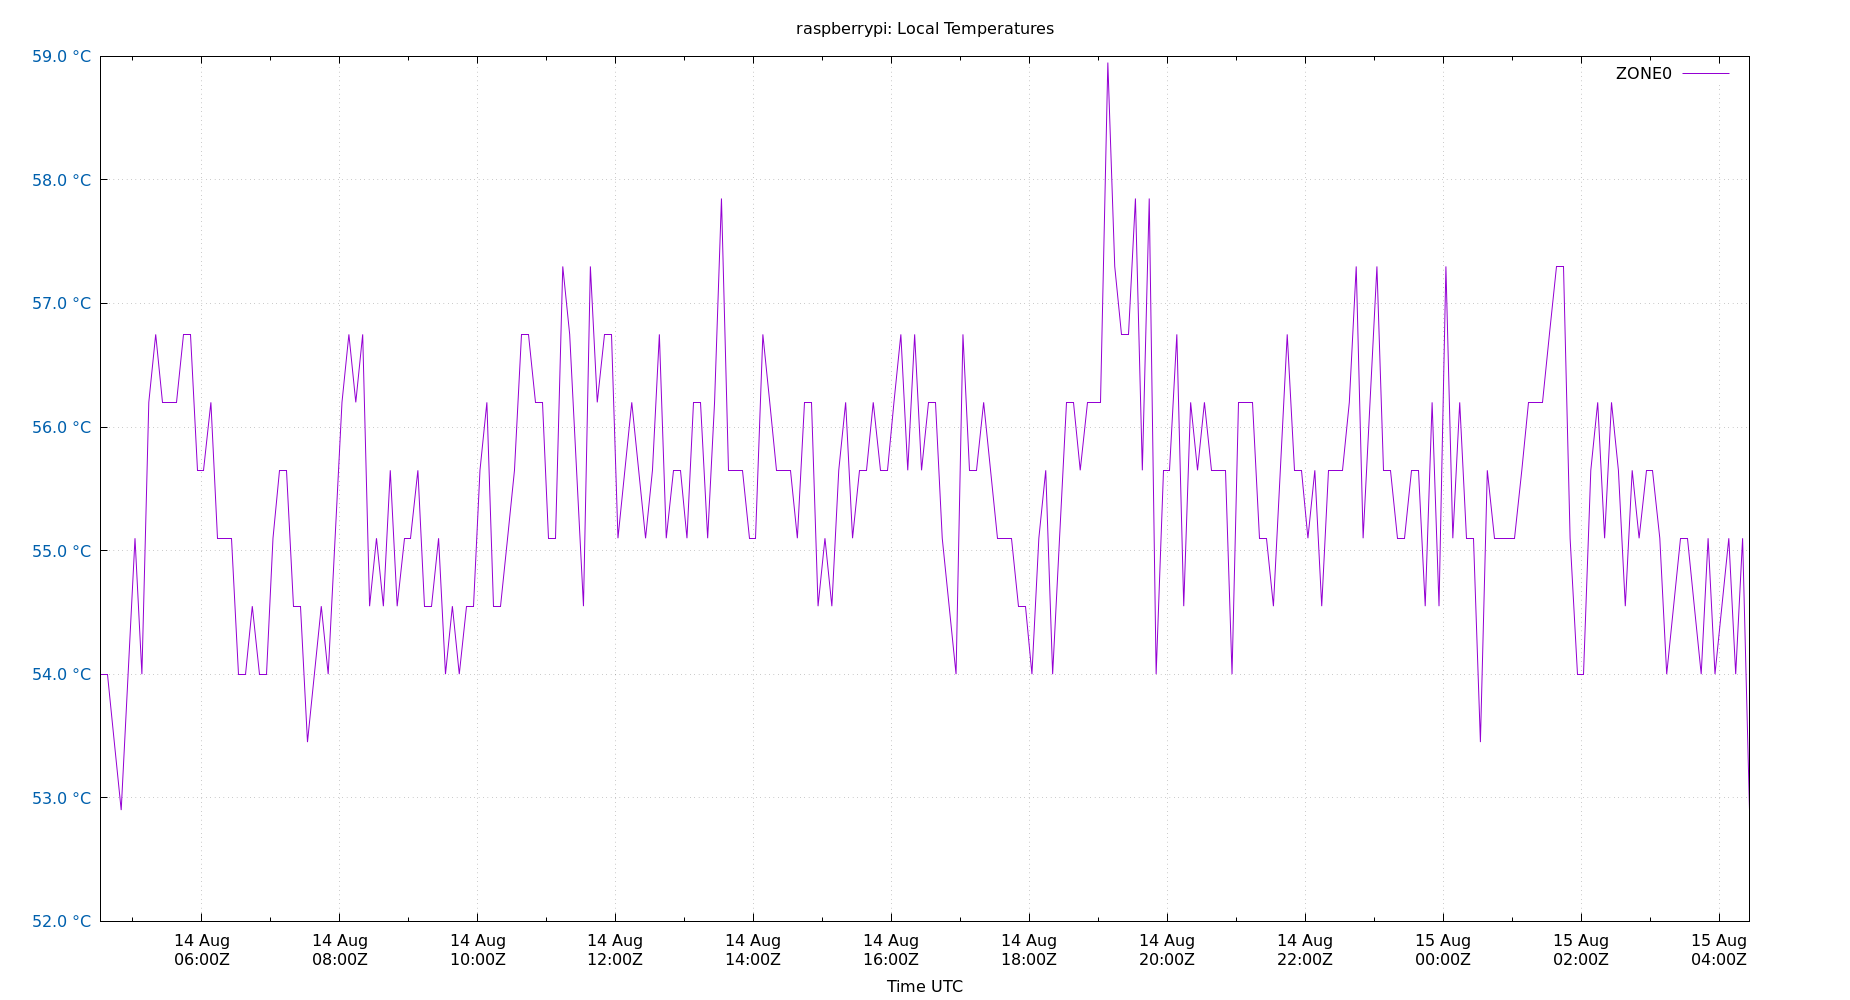 raspberrypi: Local Temperatures
59.0 °C
ZONE0
58.0 °C
57.0 °C
56.0 °C
55.0 °C
54.0 °C
53.0 °C
52.0 °C
14 Aug 14 Aug 14 Aug 14 Aug 14 Aug 14 Aug 14 Aug 14 Aug 14 Aug 15 Aug 15 Aug 15 Aug
06:00Z 08:00Z 10:00Z 12:00Z 14:00Z 16:00Z 18:00Z 20:00Z 22:00Z 00:00Z 02:00Z 04:00Z
Time UTC